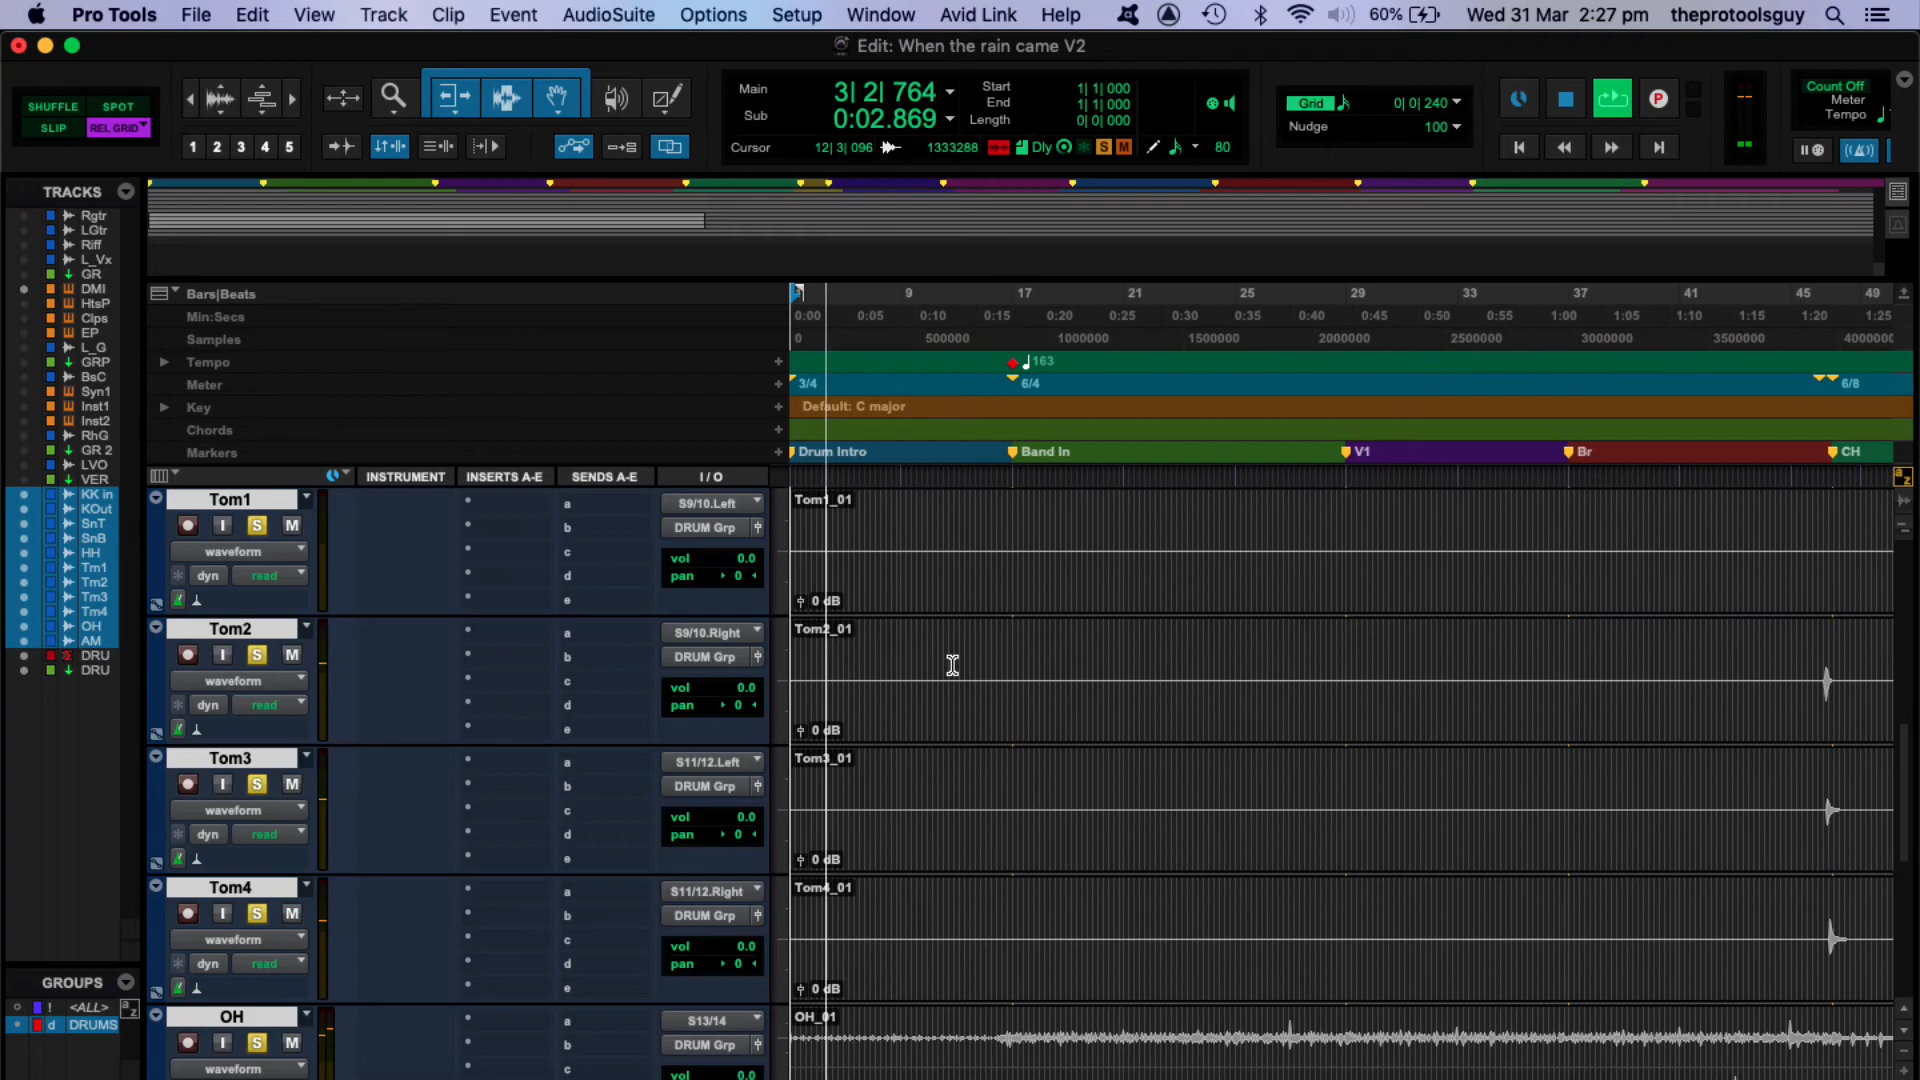 Pro Tools File Edit View Track Clip Event AudioSuite Options Setup Window Avid Link Help 60% Wed 31 Mar 2:27 pm theprotoolsguy
Edit: When the rain came V2
SHUFFLE SPOT
SLIP REL GRID
1 2 3 4 5
Main 3| 2| 764
Sub 0:02.869
Start 1| 1| 000
End 1| 1| 000
Length 0| 0| 000
Cursor 12| 3| 096 1333288 Dly S M 80
Grid 0| 0| 240
Nudge 100
P
Count Off
Meter
Tempo
TRACKS
Rgtr
LGtr
Riff
L_Vx
GR
DMI
HtsP
Clps
EP
L_G
GRP
BsC
Syn1
Inst1
Inst2
RhG
GR 2
LVO
VER
KK in
KOut
SnT
SnB
HH
Tm1
Tm2
Tm3
Tm4
OH
AM
DRU
DRU
GROUPS
! <ALL>
d DRUMS
a z
Bars|Beats 9 17 21 25 29 33 37 41 45 49
Min:Secs 0:00 0:05 0:10 0:15 0:20 0:25 0:30 0:35 0:40 0:45 0:50 0:55 1:00 1:05 1:10 1:15 1:20 1:25
Samples 0 500000 1000000 1500000 2000000 2500000 3000000 3500000 4000000
Tempo 163
Meter 3/4 6/4 6/8
Key Default: C major
Chords
Markers Drum Intro Band In V1 Br CH
INSTRUMENT INSERTS A-E SENDS A-E I / O
a z
Tom1 a S9/10.Left Tom1_01
I S M b DRUM Grp
waveform c vol 0.0
dyn read d pan 0
e 0 dB
Tom2 a S9/10.Right Tom2_01
I S M b DRUM Grp
waveform c vol 0.0
dyn read d pan 0
e 0 dB
Tom3 a S11/12.Left Tom3_01
I S M b DRUM Grp
waveform c vol 0.0
dyn read d pan 0
e 0 dB
Tom4 a S11/12.Right Tom4_01
I S M b DRUM Grp
waveform c vol 0.0
dyn read d pan 0
e 0 dB
OH a S13/14 OH_01
I S M b DRUM Grp
waveform c vol 0.0